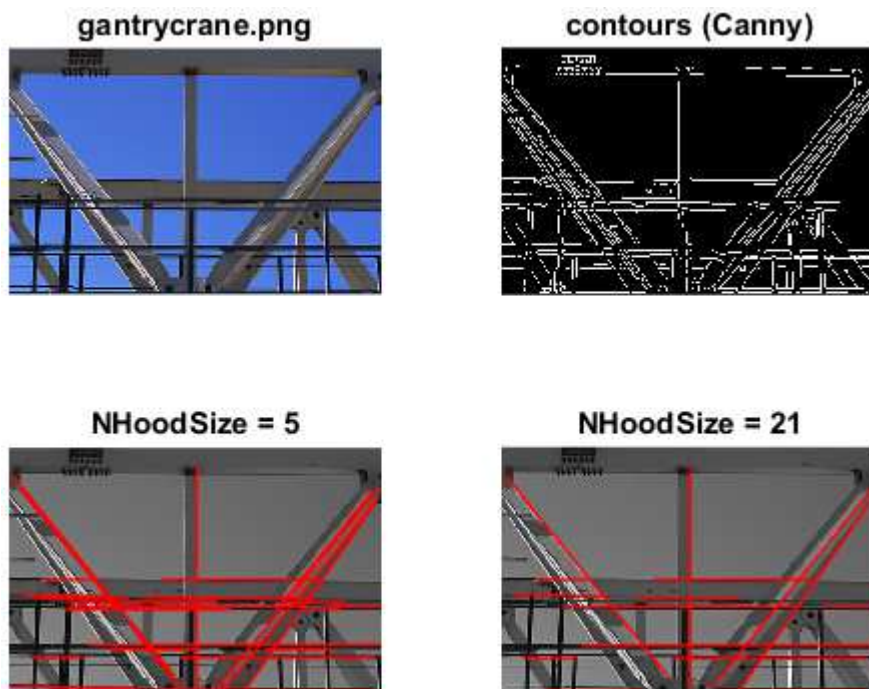 gantrycrane.png
contours (Canny)
NHoodSize = 5
NHoodSize = 21